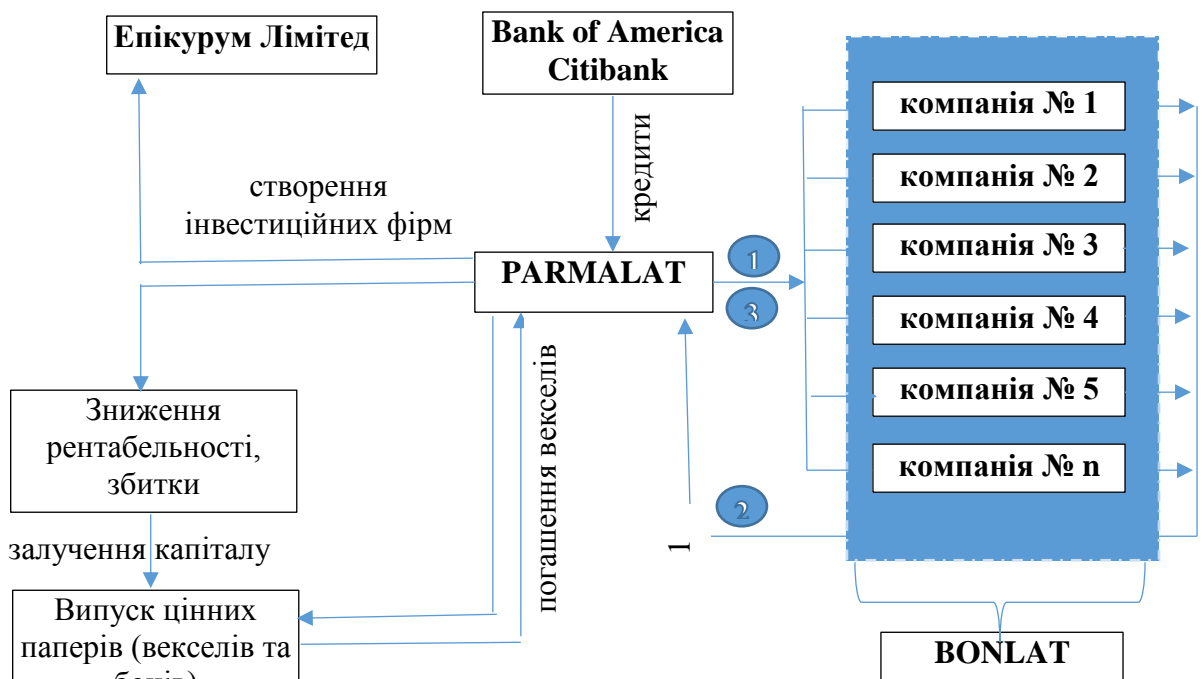 Епікурум Лімітед
Bank of America
Citibank
кредити
створення
інвестиційних фірм
PARMALAT
1
3
компанія № 1
компанія № 2
компанія № 3
компанія № 4
компанія № 5
компанія № n
Зниження
рентабельності,
збитки
погашення векселів
2
1
залучення капіталу
Випуск цінних
паперів (векселів та
BONLAT